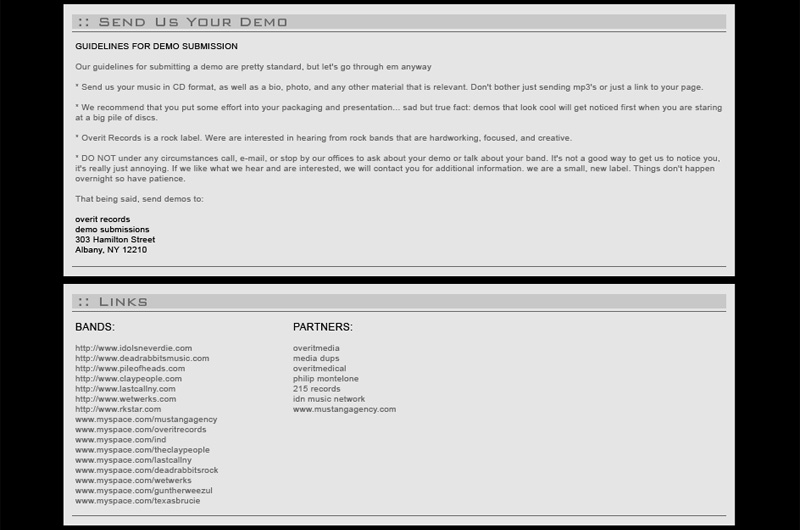 :: Send Us Your Demo
GUIDELINES FOR DEMO SUBMISSION
Our guidelines for submitting a demo are pretty standard, but let's go through em anyway
* Send us your music in CD format, as well as a bio, photo, and any other material that is relevant. Don't bother just sending mp3's or just a link to your page.
* We recommend that you put some effort into your packaging and presentation... sad but true fact: demos that look cool will get noticed first when you are staring
at a big pile of discs.
* Overit Records is a rock label. Were are interested in hearing from rock bands that are hardworking, focused, and creative.
* DO NOT under any circumstances call, e-mail, or stop by our offices to ask about your demo or talk about your band. It's not a good way to get us to notice you,
it's really just annoying. If we like what we hear and are interested, we will contact you for additional information. we are a small, new label. Things don't happen
overnight so have patience.
That being said, send demos to:
overit records
demo submissions
303 Hamilton Street
Albany, NY 12210
:: Links
BANDS:
http://www.idolsneverdie.com
http://www.deadrabbitsmusic.com
http://www.pileofheads.com
http://www.claypeople.com
http://www.lastcallny.com
http://www.wetwerks.com
http://www.rkstar.com
www.myspace.com/mustangagency
www.myspace.com/overitrecords
www.myspace.com/ind
www.myspace.com/theclaypeople
www.myspace.com/lastcallny
www.myspace.com/deadrabbitsrock
www.myspace.com/wetwerks
www.myspace.com/guntherweezul
www.myspace.com/texasbrucie
PARTNERS:
overitmedia
media dups
overitmedical
philip montelone
215 records
idn music network
www.mustangagency.com